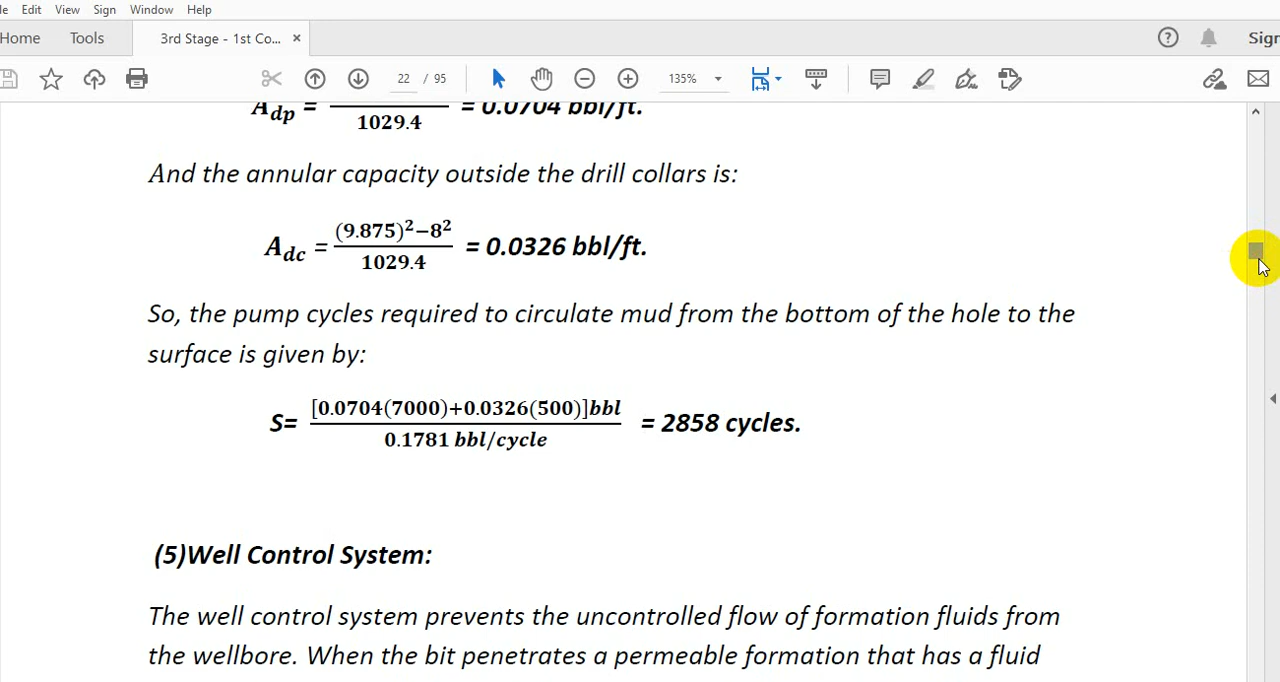 le Edit View Sign Window Help
Home Tools 3rd Stage - 1st Co... × Sign
22 / 95 135%
A_dp = ――― = 0.0704 bbl/ft.
1029.4
And the annular capacity outside the drill collars is:
A_dc = (9.875)²−8² / 1029.4 = 0.0326 bbl/ft.
So, the pump cycles required to circulate mud from the bottom of the hole to the
surface is given by:
S= [0.0704(7000)+0.0326(500)]bbl / 0.1781 bbl/cycle = 2858 cycles.
(5)Well Control System:
The well control system prevents the uncontrolled flow of formation fluids from
the wellbore. When the bit penetrates a permeable formation that has a fluid